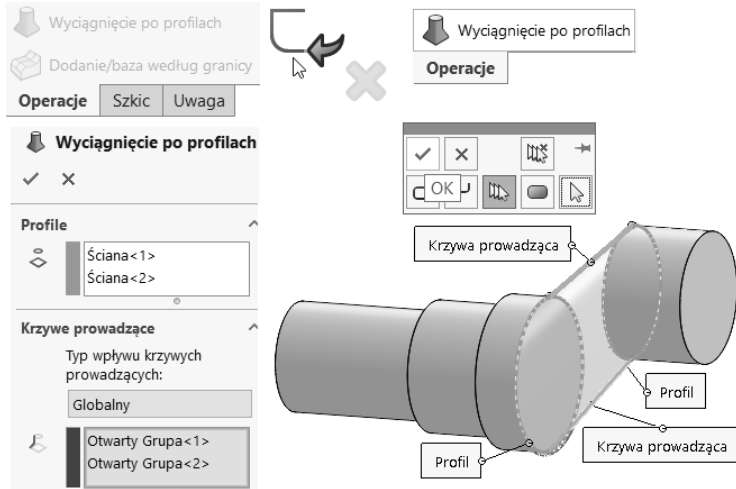 Wyciągnięcie po profilach
Dodanie/baza według granicy
Operacje
Szkic
Uwaga
Wyciągnięcie po profilach
Operacje
Wyciągnięcie po profilach
Profile
Ściana<1>
Ściana<2>
Krzywe prowadzące
Typ wpływu krzywych
prowadzących:
Globalny
Otwarty Grupa<1>
Otwarty Grupa<2>
OK
Krzywa prowadząca
Profil
Krzywa prowadząca
Profil